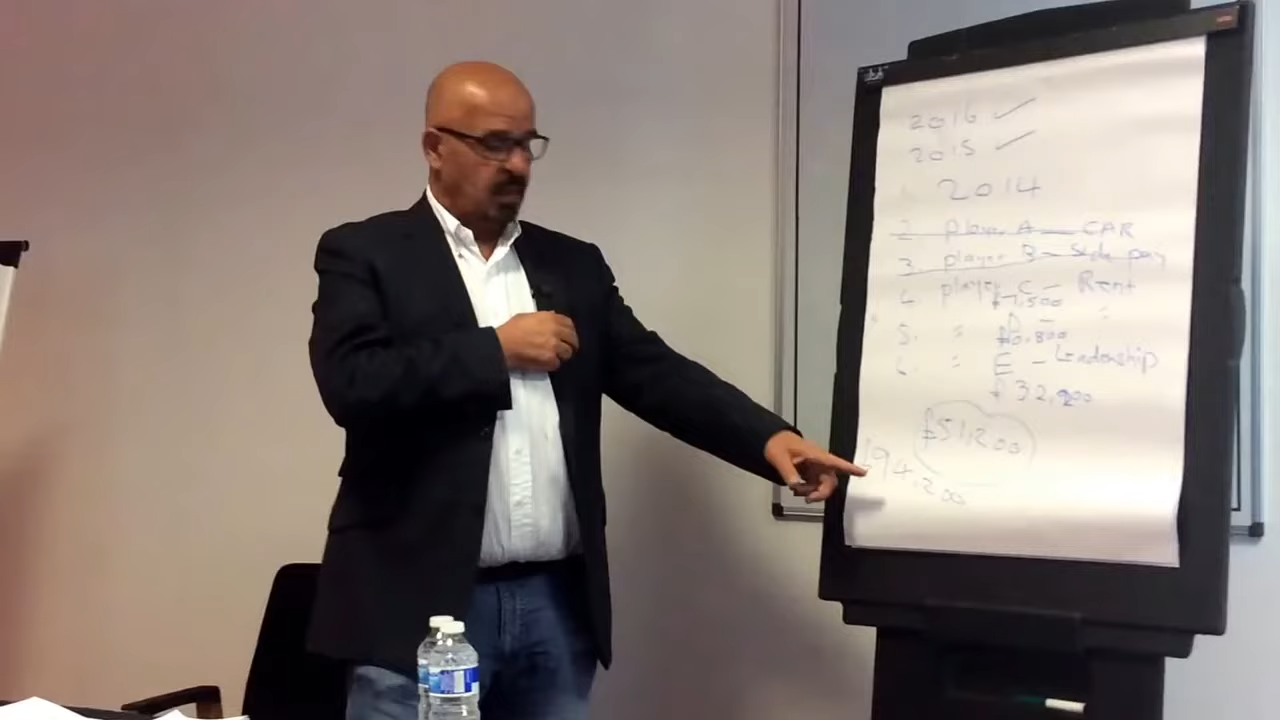 2016 ✓
2015 ✓
1. 2014
2. player A — CAR
3. player B — Side pay
4. player C — Rent
£7,500 "
5. " £10,800
6. " E — Leadership
£32,900
£51,200
194,200